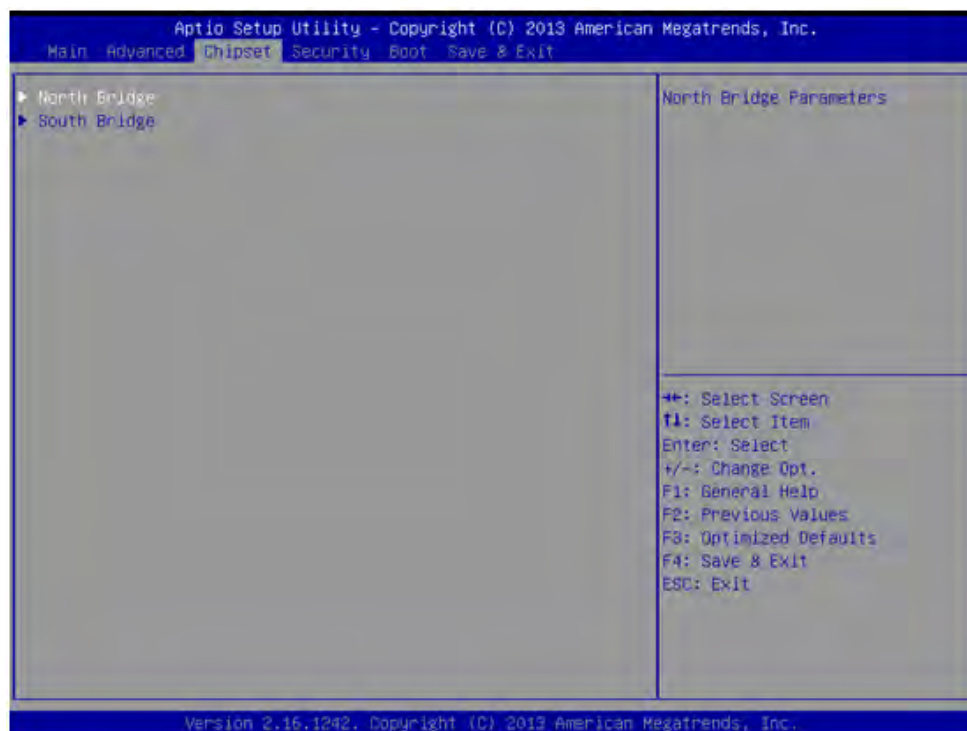 Aptio Setup Utility – Copyright (C) 2013 American Megatrends, Inc.
Main Advanced Chipset Security Boot Save & Exit
► North Bridge
► South Bridge
North Bridge Parameters
→←: Select Screen
↑↓: Select Item
Enter: Select
+/-: Change Opt.
F1: General Help
F2: Previous Values
F3: Optimized Defaults
F4: Save & Exit
ESC: Exit
Version 2.16.1242. Copyright (C) 2013 American Megatrends, Inc.